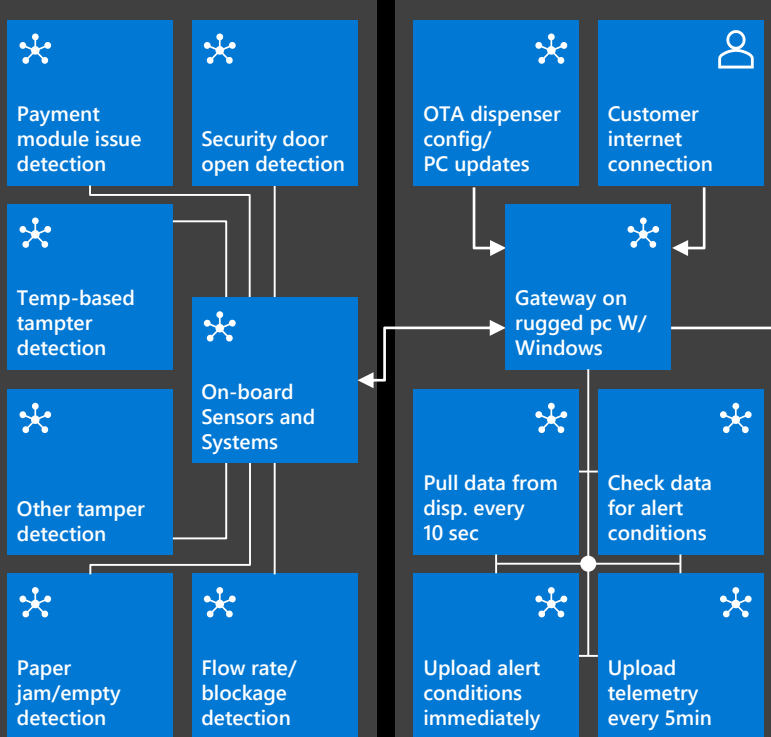 Payment
module issue
detection
Security door
open detection
OTA dispenser
config/
PC updates
Customer
internet
connection
Temp-based
tampter
detection
Gateway on
rugged pc W/
Windows
On-board
Sensors and
Systems
Other tamper
detection
Pull data from
disp. every
10 sec
Check data
for alert
conditions
Paper
jam/empty
detection
Flow rate/
blockage
detection
Upload alert
conditions
immediately
Upload
telemetry
every 5min